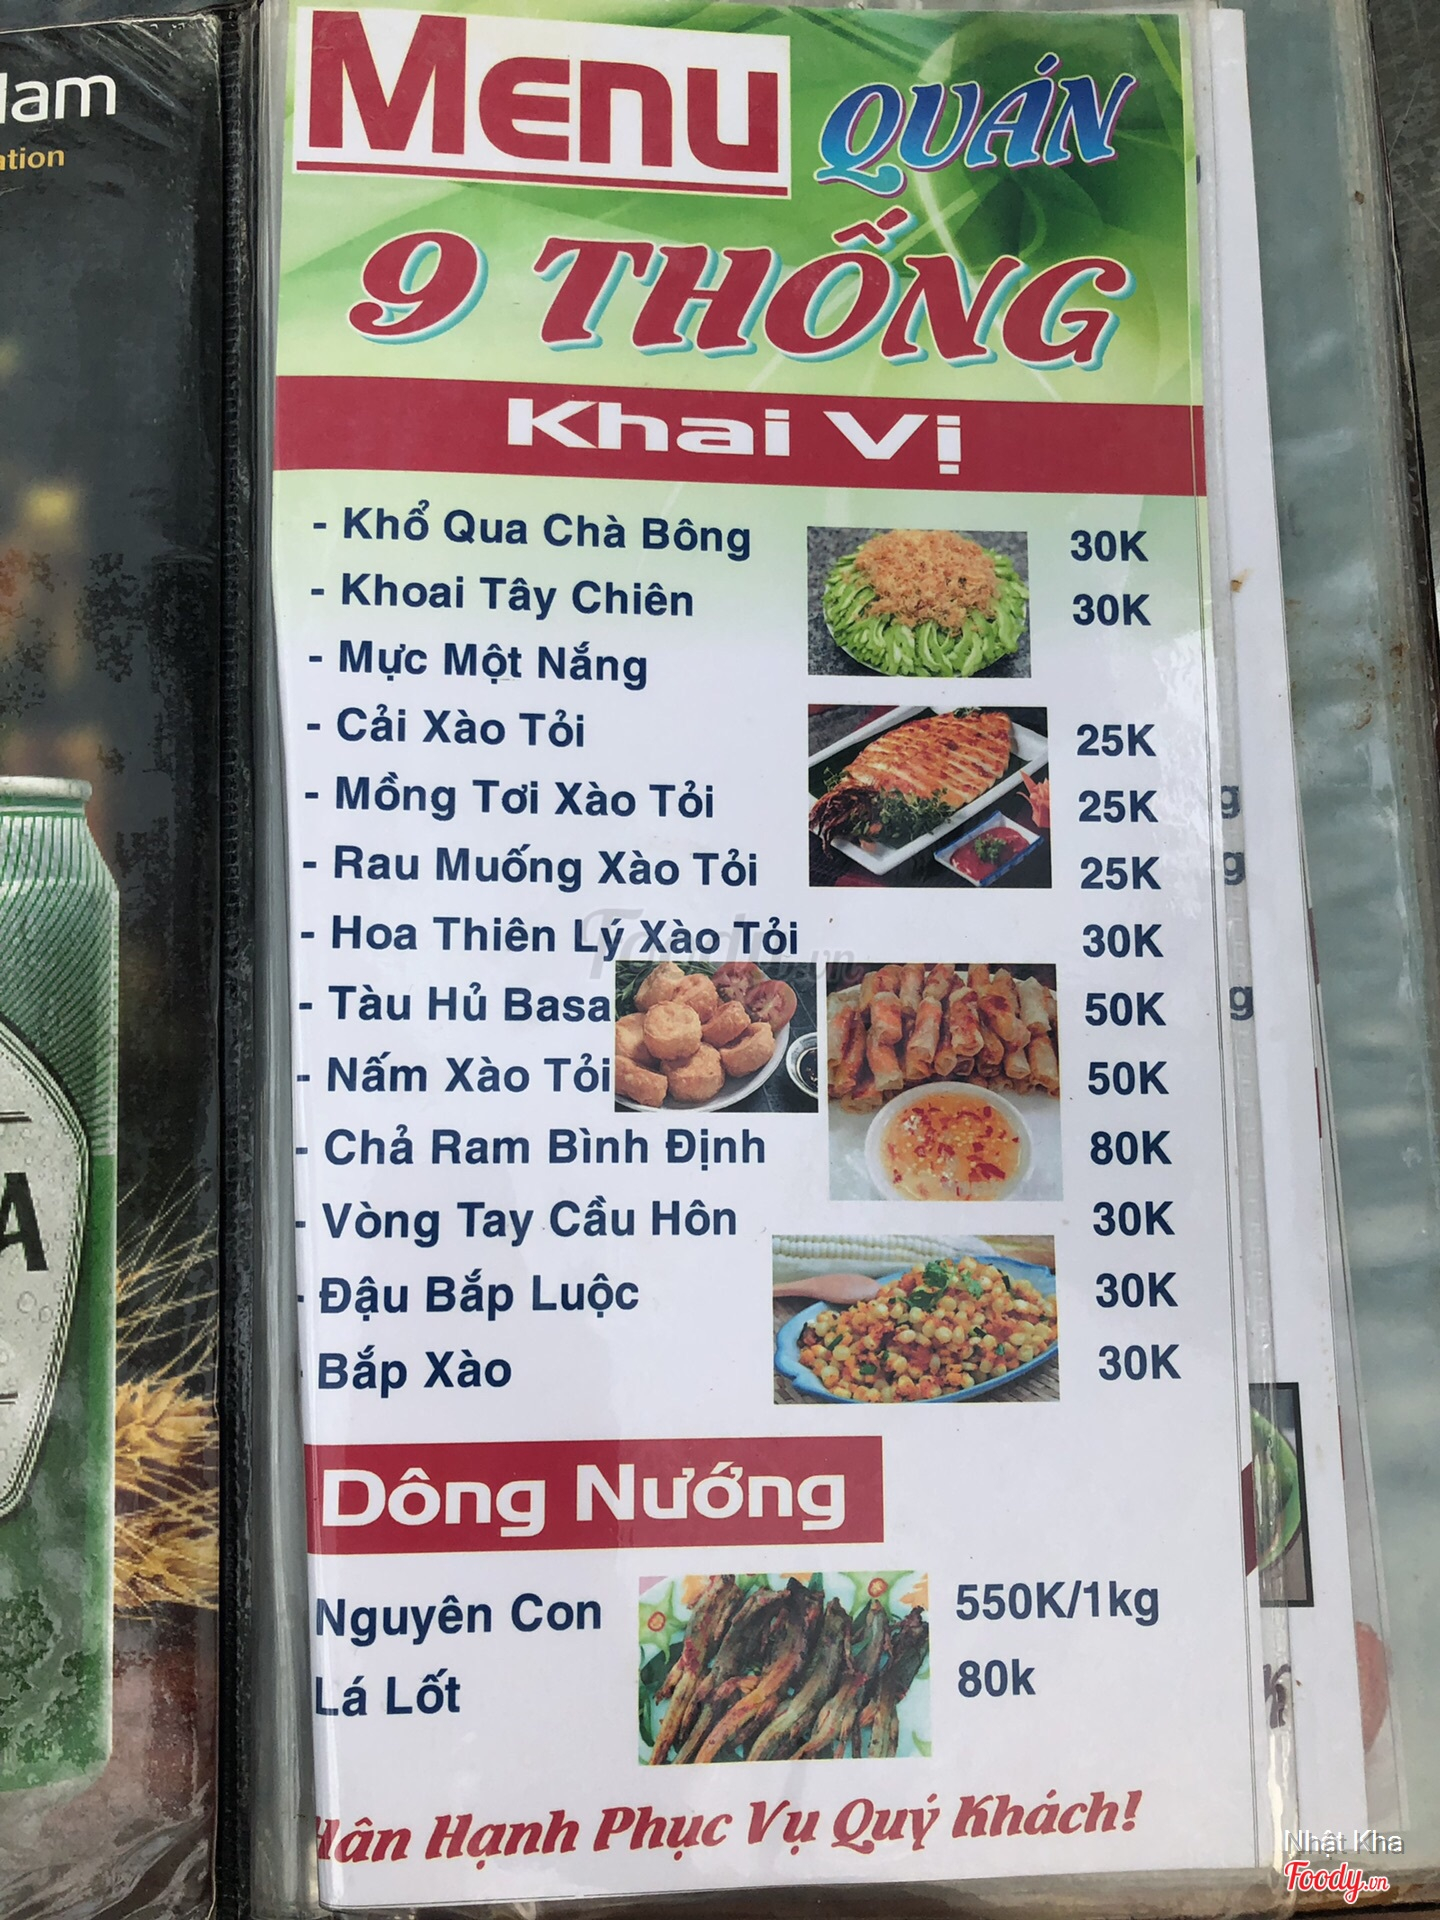 lam
ation
A
Menu QUÁN
9 THỐNG
Khai Vị
- Khổ Qua Chà Bông 30K
- Khoai Tây Chiên 30K
- Mực Một Nắng
- Cải Xào Tỏi 25K
- Mồng Tơi Xào Tỏi 25K
- Rau Muống Xào Tỏi 25K
- Hoa Thiên Lý Xào Tỏi 30K
- Tàu Hủ Basa 50K
- Nấm Xào Tỏi 50K
- Chả Ram Bình Định 80K
- Vòng Tay Cầu Hôn 30K
- Đậu Bắp Luộc 30K
- Bắp Xào 30K
Dông Nướng
Nguyên Con 550K/1kg
Lá Lốt 80k
Hân Hạnh Phục Vụ Quý Khách!
Foody.vn
Nhật Kha
Foody.vn